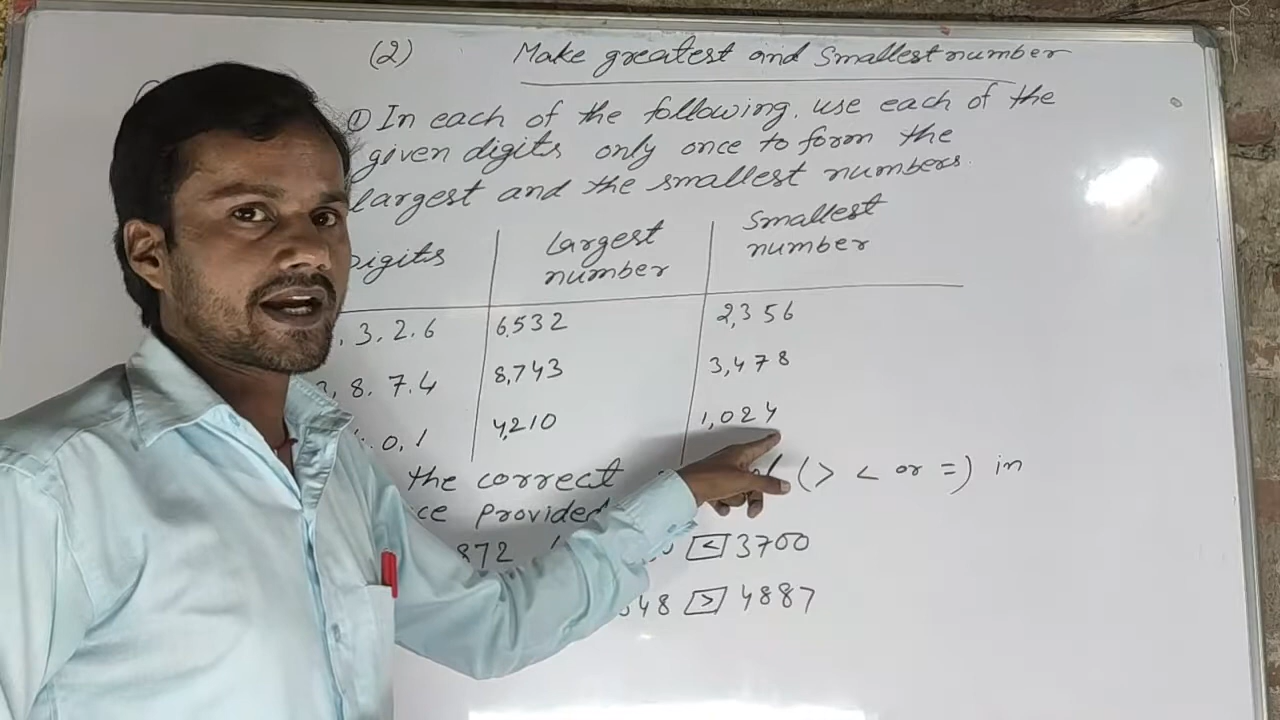 (2) Make greatest and Smallest number
① In each of the following, use each of the
given digits only once to form the
largest and the smallest numbers.
Digits Largest number Smallest number
3. 2. 6 6,532 2,356
8. 7. 4 8,743 3,478
0, 1 4,210 1,024
the correct (> < or =) in
Provided
872 < 3700
48 > 4887